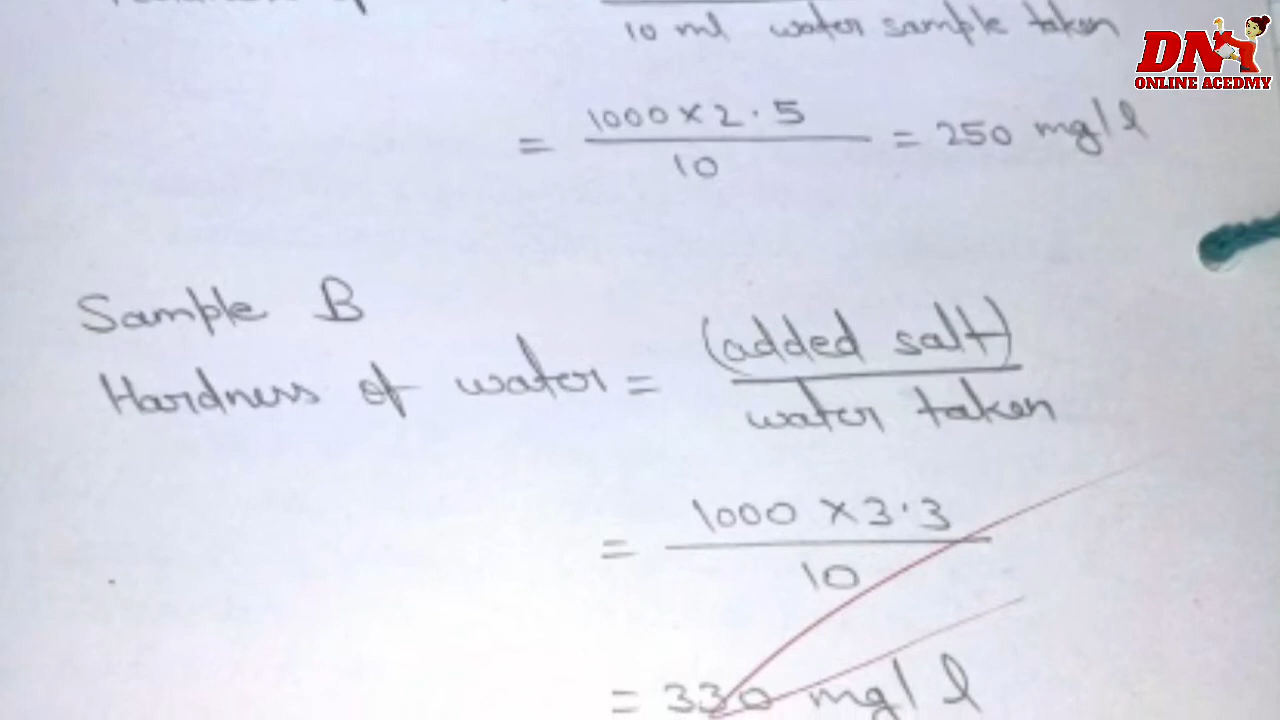 10 ml water sample taken
= 1000 × 2.5 / 10 = 250 mg/l
Sample B
Hardness of water = (added salt) / water taken
= 1000 × 3.3 / 10
= 330 mg/l
DN
ONLINE ACEDMY